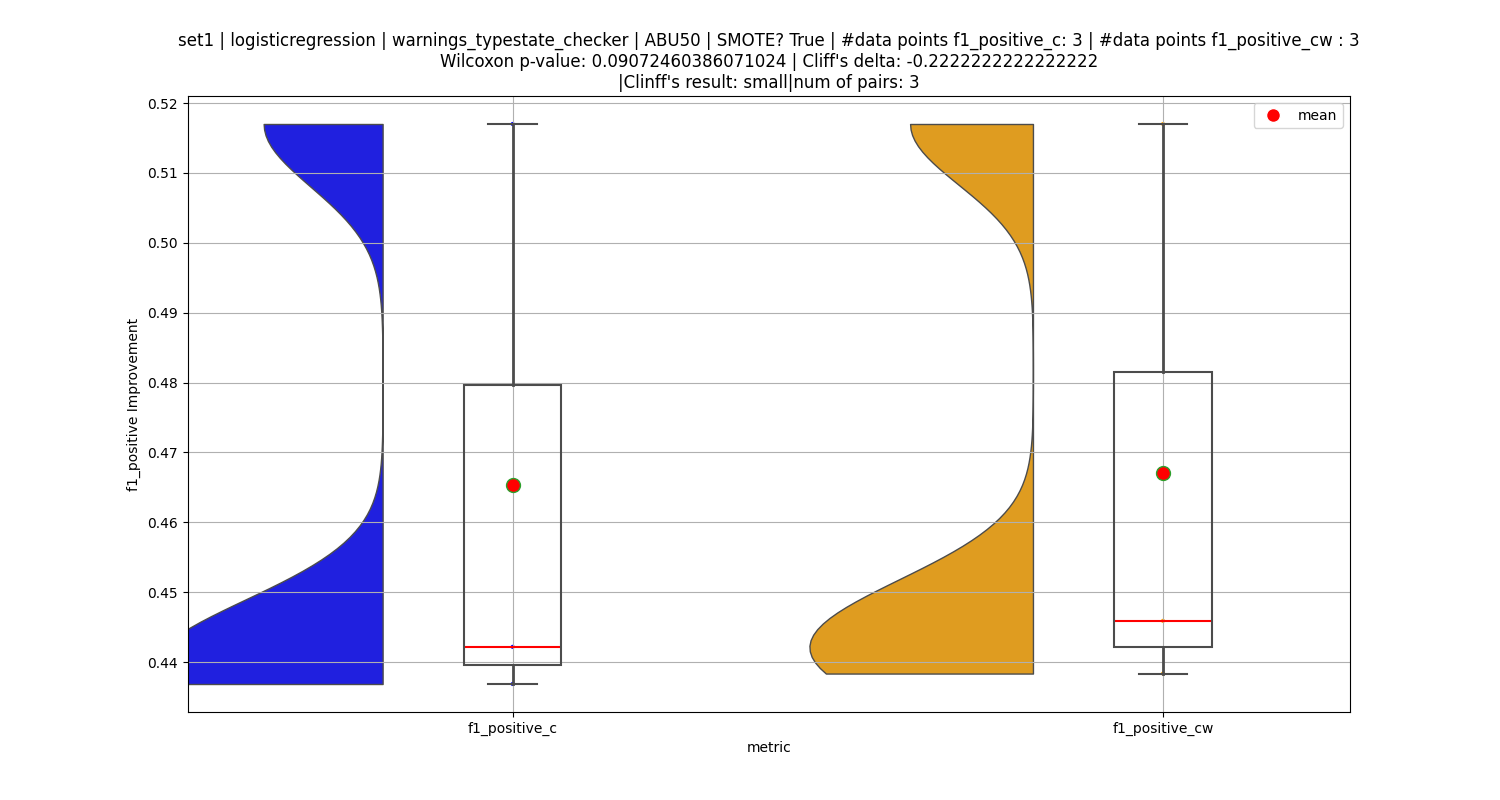 set1 | logisticregression | warnings_typestate_checker | ABU50 | SMOTE? True | #data points f1_positive_c: 3 | #data points f1_positive_cw : 3
Wilcoxon p-value: 0.09072460386071024 | Cliff's delta: -0.2222222222222222
|Clinff's result: small|num of pairs: 3
mean
0.52
0.51
0.50
0.49
0.48
0.47
0.46
0.45
0.44
f1_positive Improvement
f1_positive_c
f1_positive_cw
metric